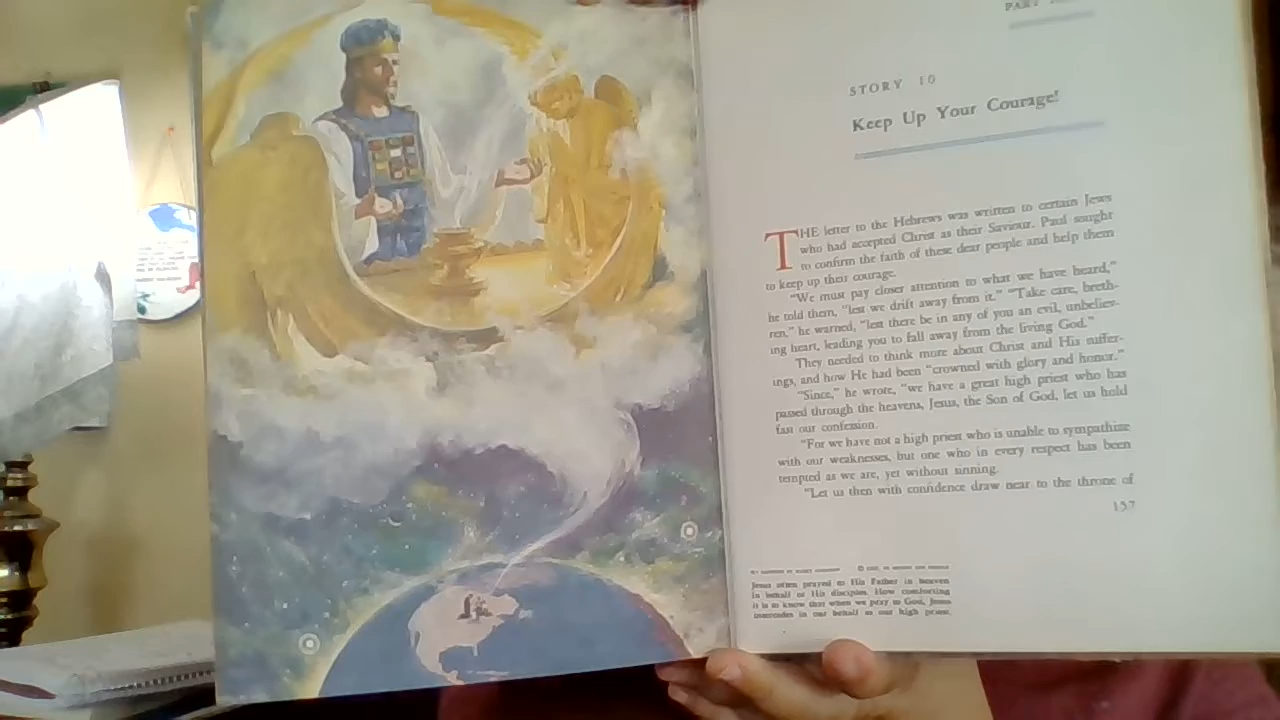 PART
STORY 10
Keep Up Your Courage!
THE letter to the Hebrews was written to certain Jews
who had accepted Christ as their Saviour. Paul sought
to confirm the faith of these dear people and help them
to keep up their courage.
"We must pay closer attention to what we have heard,"
he told them, "lest we drift away from it." "Take care, breth-
ren," he warned, "lest there be in any of you an evil, unbeliev-
ing heart, leading you to fall away from the living God."
They needed to think more about Christ and His suffer-
ings, and how He had been "crowned with glory and honor."
"Since," he wrote, "we have a great high priest who has
passed through the heavens, Jesus, the Son of God, let us hold
fast our confession.
"For we have not a high priest who is unable to sympathize
with our weaknesses, but one who in every respect has been
tempted as we are, yet without sinning.
"Let us then with confidence draw near to the throne of
157
Jesus often prayed to His Father in heaven
in behalf of His disciples. How comforting
it is to know that when we pray to God, Jesus
intercedes in our behalf as our high priest.